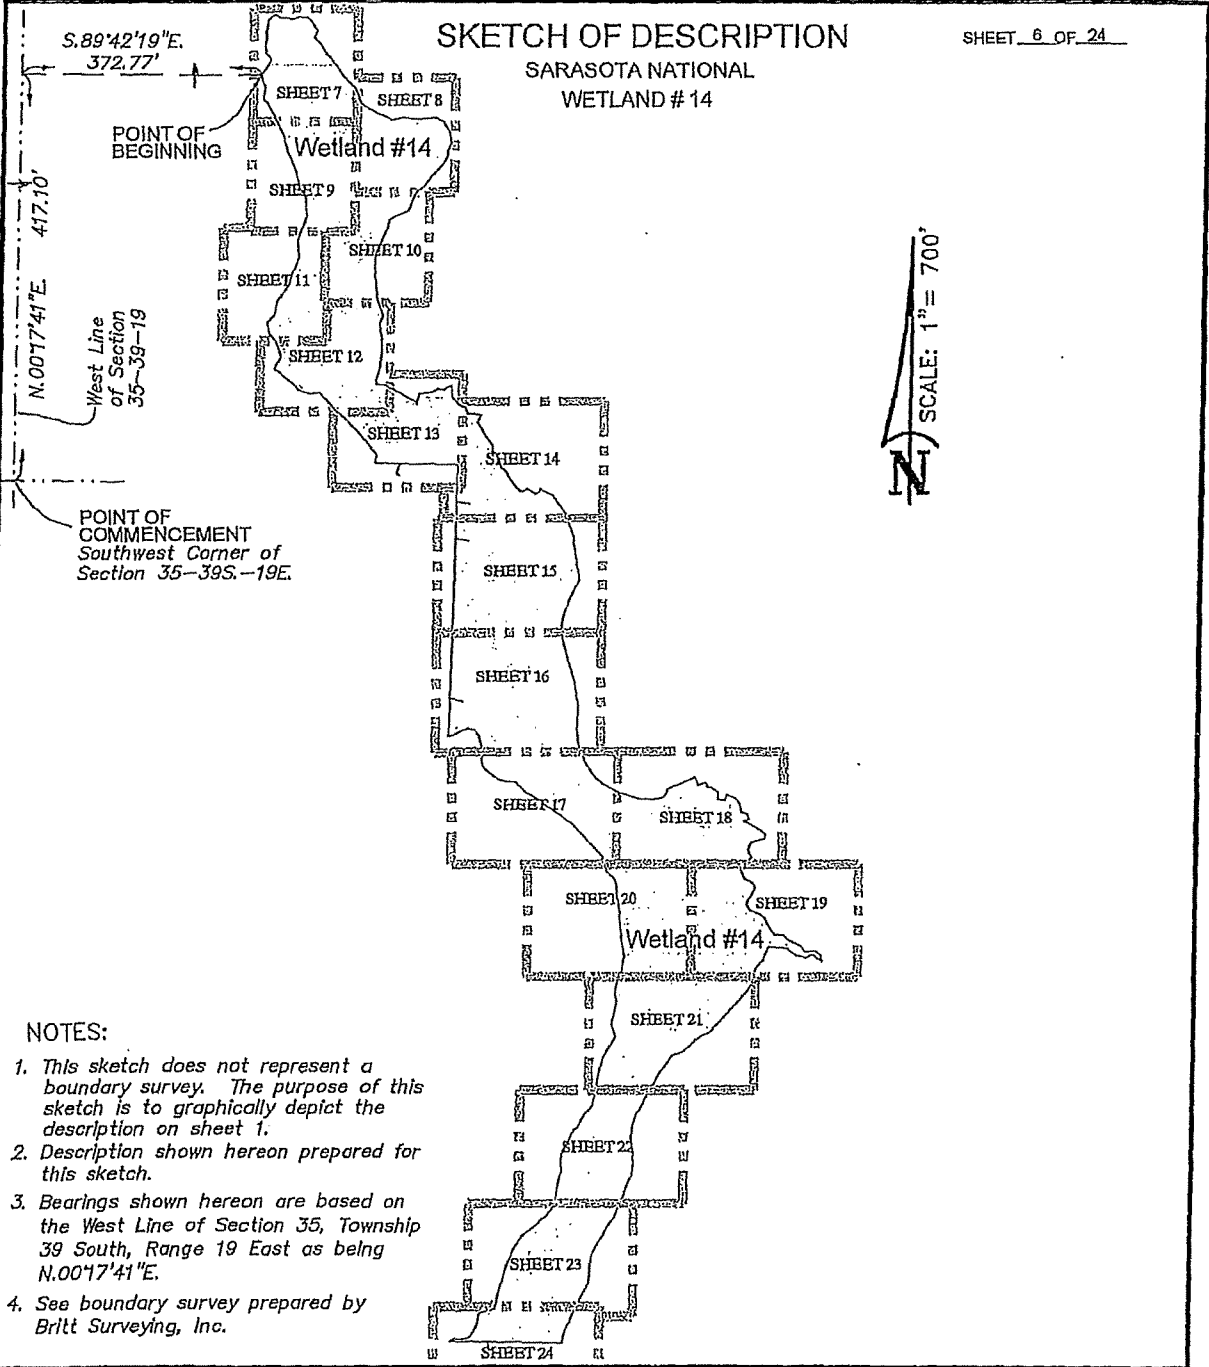 SKETCH OF DESCRIPTION
SARASOTA NATIONAL
WETLAND # 14
SHEET 6 OF 24
S.89°42'19"E.
372.77'
POINT OF
BEGINNING
N.00°17'41"E. 417.10'
West Line
of Section
35-39-19
POINT OF
COMMENCEMENT
Southwest Corner of
Section 35-39S.-19E.
SHEET 7
SHEET 8
Wetland #14
SHEET 9
SHEET 10
SHEET 11
SHEET 12
SHEET 13
SHEET 14
SHEET 15
SHEET 16
SHEET 17
SHEET 18
SHEET 20
SHEET 19
Wetland #14
SHEET 21
SHEET 22
SHEET 23
SHEET 24
SCALE: 1"= 700'
N
NOTES:
1. This sketch does not represent a
boundary survey. The purpose of this
sketch is to graphically depict the
description on sheet 1.
2. Description shown hereon prepared for
this sketch.
3. Bearings shown hereon are based on
the West Line of Section 35, Township
39 South, Range 19 East as being
N.00°17'41"E.
4. See boundary survey prepared by
Britt Surveying, Inc.